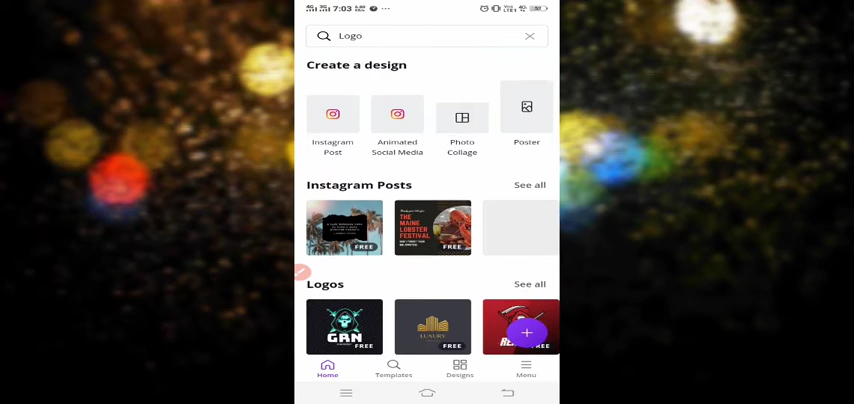 7:03
Logo
Create a design
Instagram Post
Animated Social Media
Photo Collage
Poster
Instagram Posts
See all
FREE
THE MAINE LOBSTER FESTIVAL
FREE
Logos
See all
GRN
FREE
LUXURY
FREE
FREE
Home
Templates
Designs
Menu